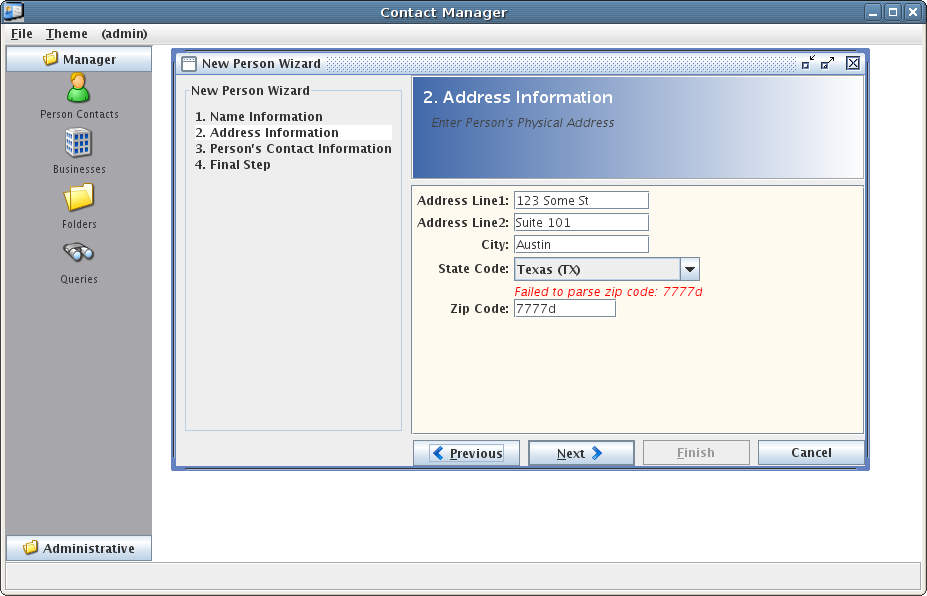 Contact Manager
File Theme (admin)
Manager
Person Contacts
Businesses
Folders
Queries
Administrative
New Person Wizard
New Person Wizard
1. Name Information
2. Address Information
3. Person's Contact Information
4. Final Step
2. Address Information
Enter Person's Physical Address
Address Line1: 123 Some St
Address Line2: Suite 101
City: Austin
State Code: Texas (TX)
Failed to parse zip code: 7777d
Zip Code: 7777d
Previous Next Finish Cancel